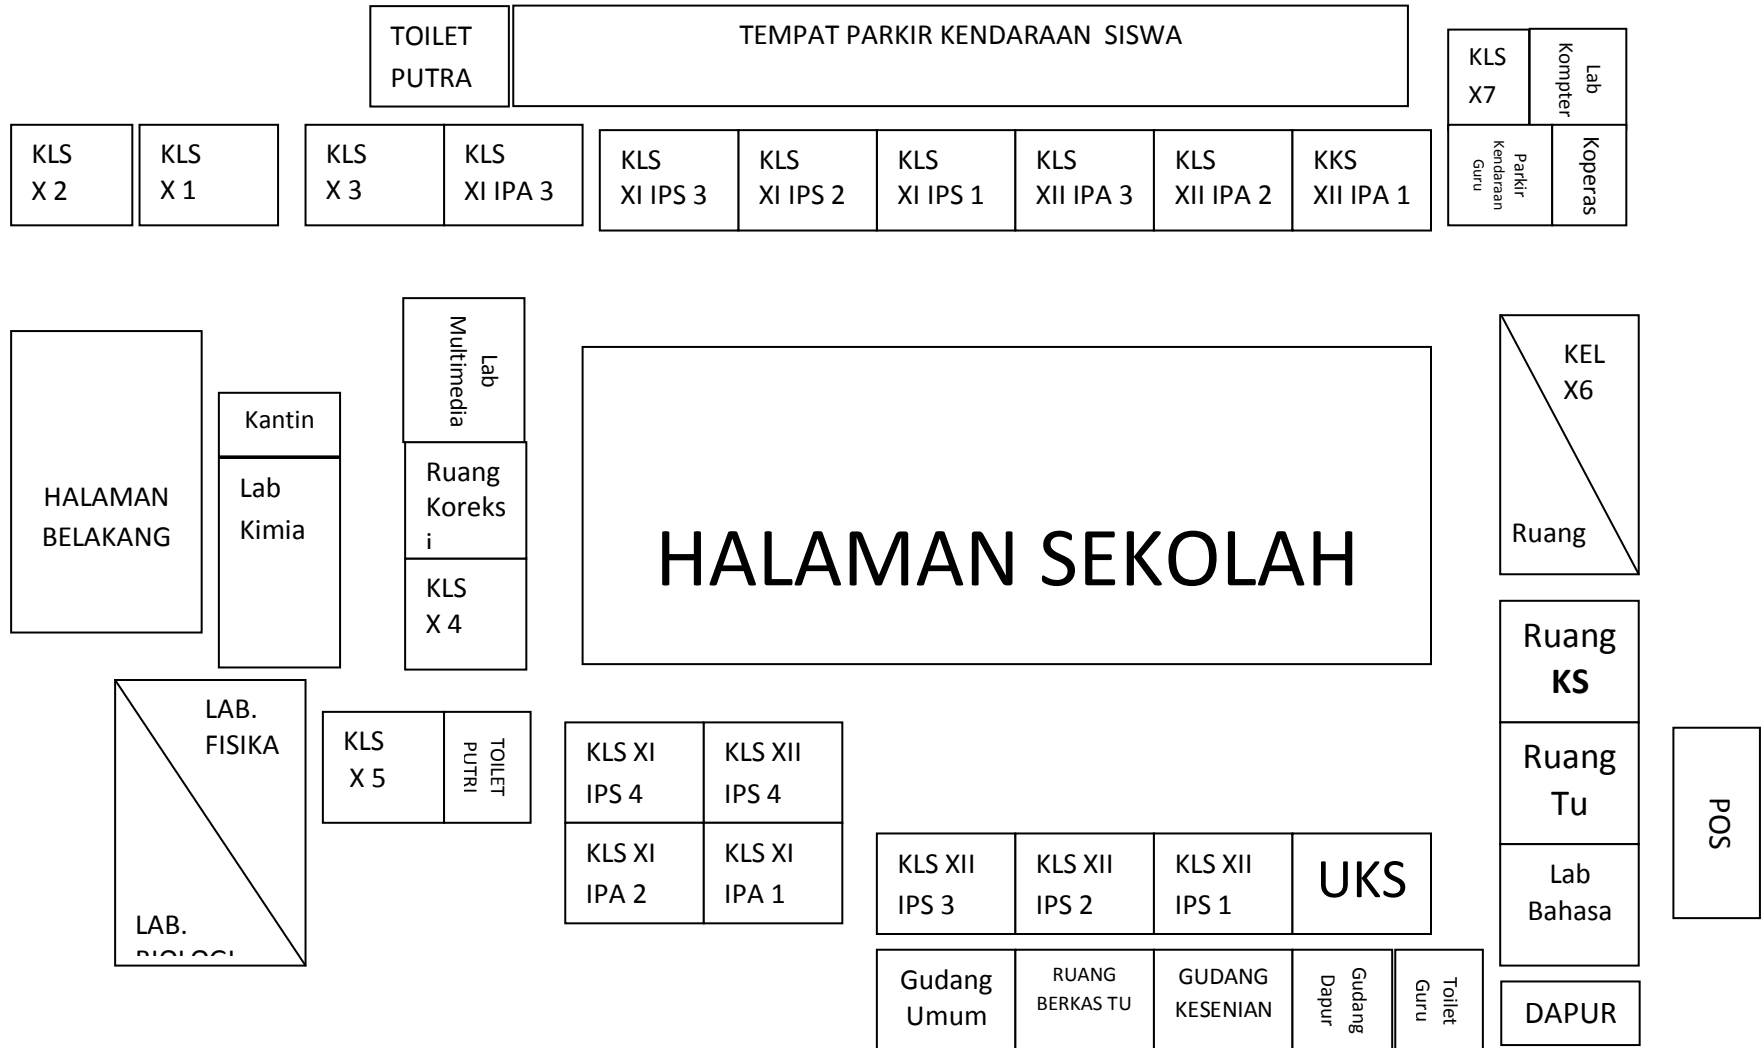 TOILET
PUTRA
TEMPAT PARKIR KENDARAAN SISWA
KLS
X7
Lab
Kompter
KLS
X 2
KLS
X 1
KLS
X 3
KLS
XI IPA 3
KLS
XI IPS 3
KLS
XI IPS 2
KLS
XI IPS 1
KLS
XII IPA 3
KLS
XII IPA 2
KKS
XII IPA 1
Parkir
Kendaraan
Guru
Koperas
HALAMAN
BELAKANG
Kantin
Lab
Kimia
Lab
Multimedia
Ruang
Koreks
i
KLS
X 4
HALAMAN SEKOLAH
KEL
X6
Ruang
Ruang
KS
Ruang
Tu
Lab
Bahasa
POS
LAB.
FISIKA
LAB.
KLS
X 5
TOILET
PUTRI
KLS XI
IPS 4
KLS XII
IPS 4
KLS XI
IPA 2
KLS XI
IPA 1
KLS XII
IPS 3
KLS XII
IPS 2
KLS XII
IPS 1
UKS
Gudang
Umum
RUANG
BERKAS TU
GUDANG
KESENIAN
Gudang
Dapur
Toilet
Guru
DAPUR